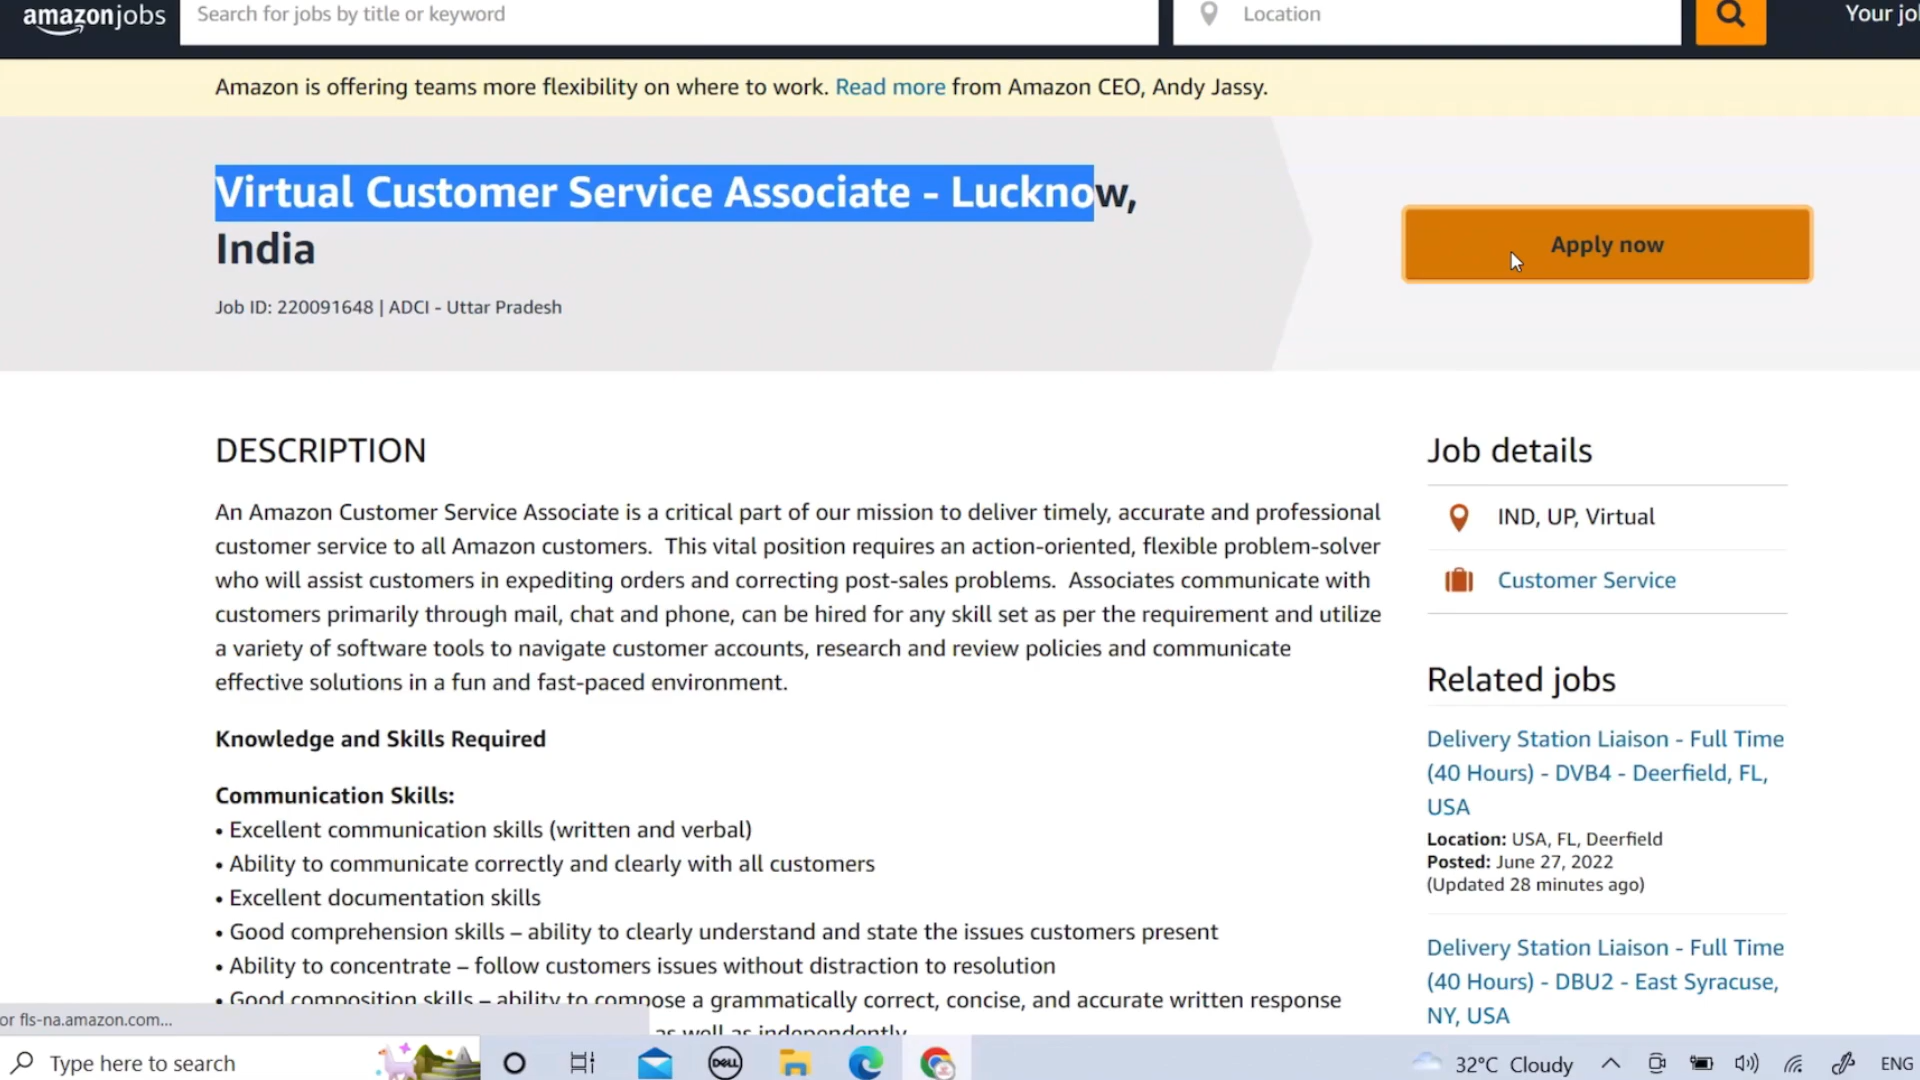 amazonjobs
Search for jobs by title or keyword
Location
Your jo
Amazon is offering teams more flexibility on where to work. Read more from Amazon CEO, Andy Jassy.
Virtual Customer Service Associate - Lucknow,
India
Apply now
Job ID: 220091648 | ADCI - Uttar Pradesh
DESCRIPTION
An Amazon Customer Service Associate is a critical part of our mission to deliver timely, accurate and professional
customer service to all Amazon customers.  This vital position requires an action-oriented, flexible problem-solver
who will assist customers in expediting orders and correcting post-sales problems.  Associates communicate with
customers primarily through mail, chat and phone, can be hired for any skill set as per the requirement and utilize
a variety of software tools to navigate customer accounts, research and review policies and communicate
effective solutions in a fun and fast-paced environment.
Knowledge and Skills Required
Communication Skills:
• Excellent communication skills (written and verbal)
• Ability to communicate correctly and clearly with all customers
• Excellent documentation skills
• Good comprehension skills – ability to clearly understand and state the issues customers present
• Ability to concentrate – follow customers issues without distraction to resolution
• Good composition skills – ability to compose a grammatically correct, concise, and accurate written response
as well as independently
Job details
IND, UP, Virtual
Customer Service
Related jobs
Delivery Station Liaison - Full Time
(40 Hours) - DVB4 - Deerfield, FL,
USA
Location: USA, FL, Deerfield
Posted: June 27, 2022
(Updated 28 minutes ago)
Delivery Station Liaison - Full Time
(40 Hours) - DBU2 - East Syracuse,
NY, USA
or fls-na.amazon.com...
Type here to search
DELL
32°C Cloudy
ENG